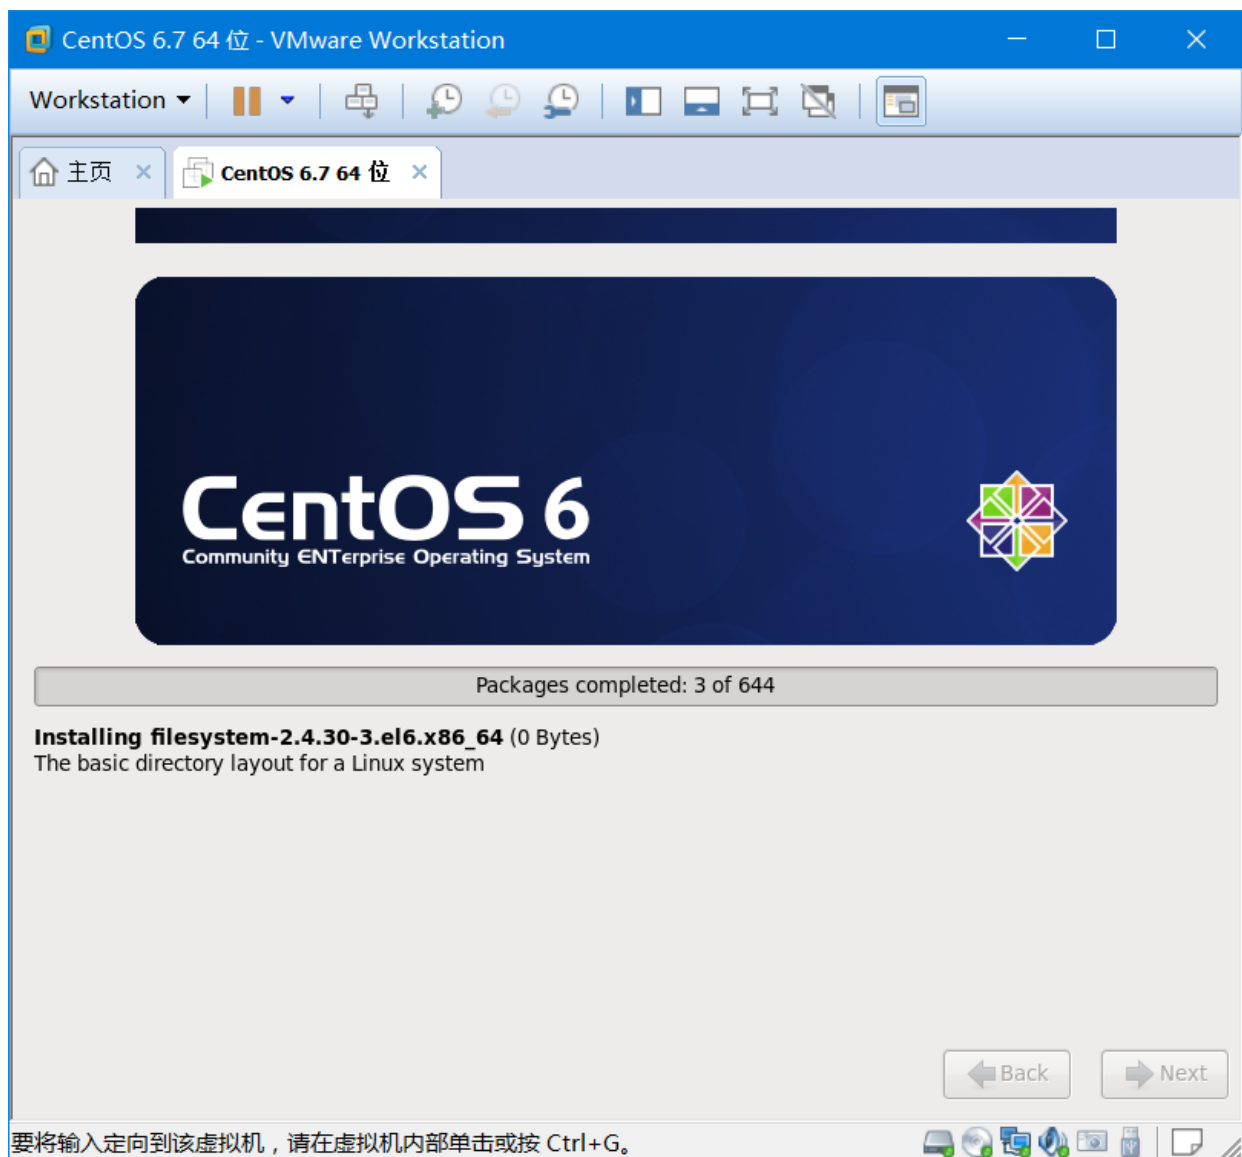 CentOS 6.7 64 位 - VMware Workstation
Workstation
主页
CentOS 6.7 64 位
CentOS 6
Community ENTerprise Operating System
Packages completed: 3 of 644
Installing filesystem-2.4.30-3.el6.x86_64 (0 Bytes)
The basic directory layout for a Linux system
Back Next
要将输入定向到该虚拟机，请在虚拟机内部单击或按 Ctrl+G。